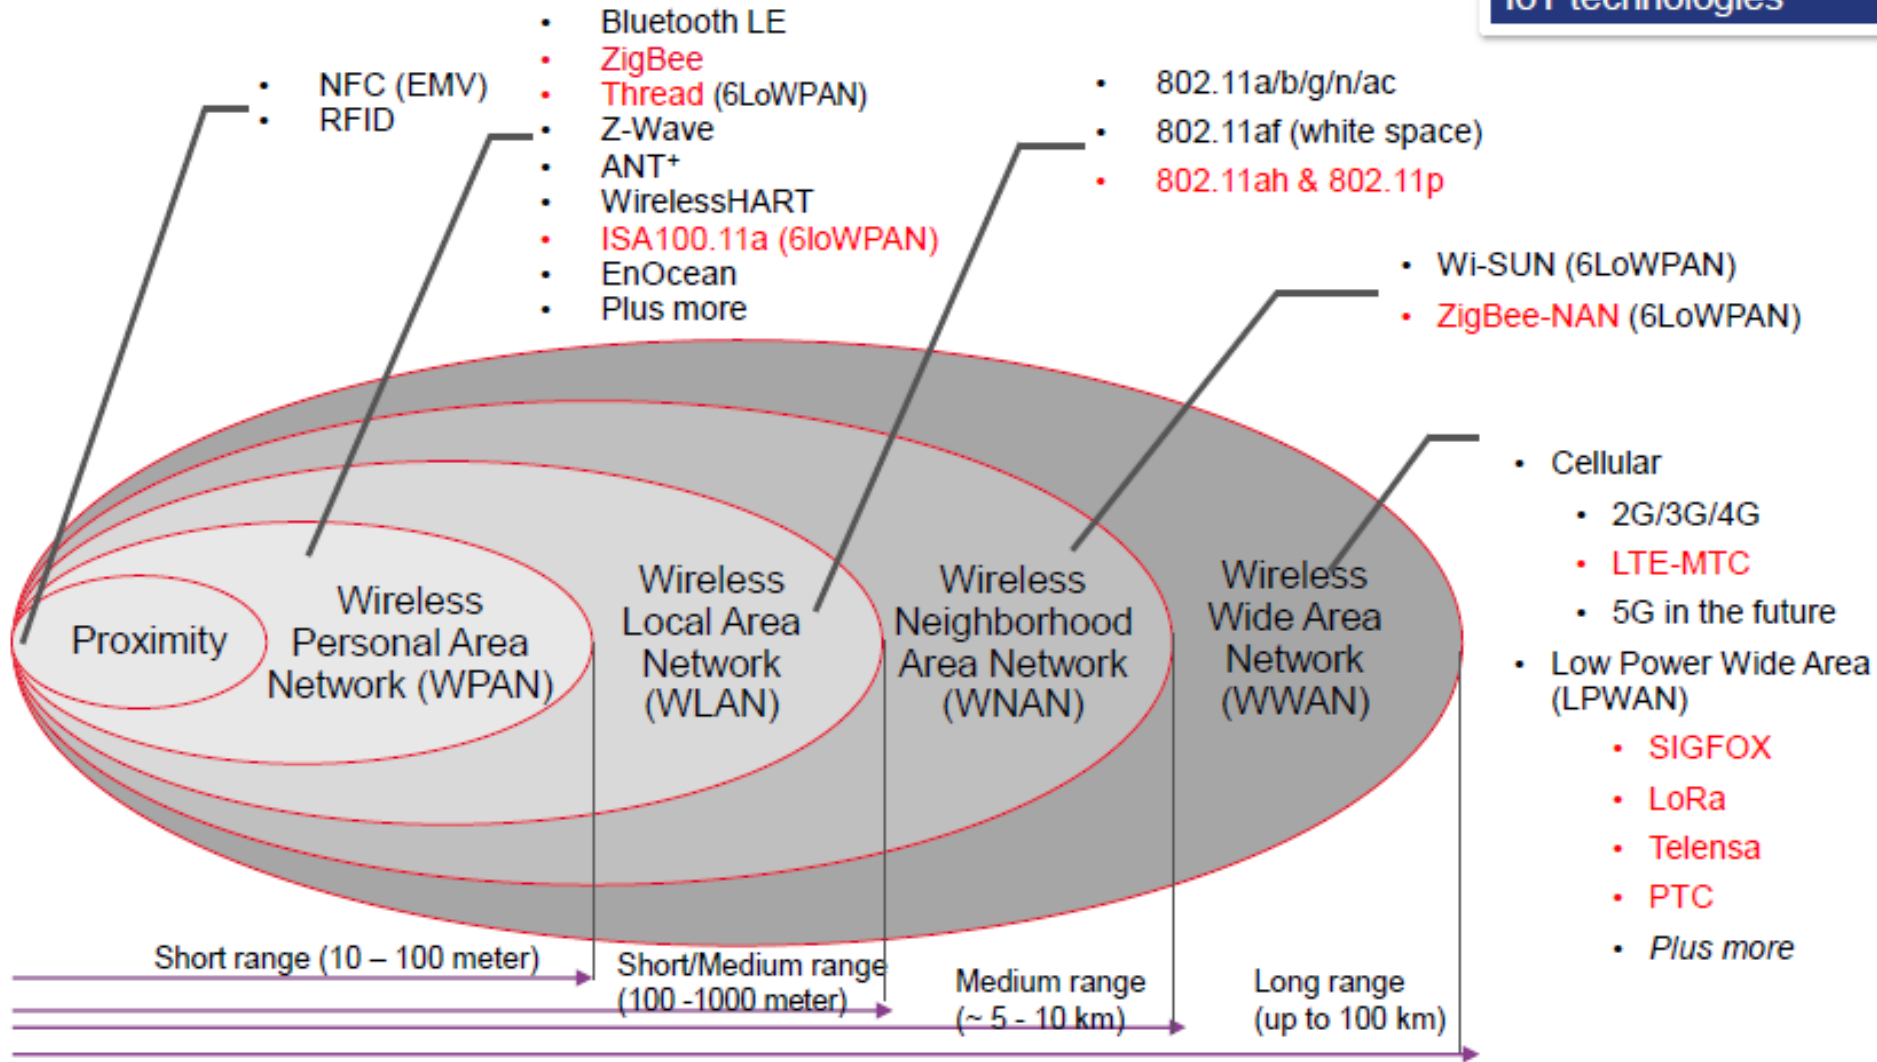 IoT technologies
• NFC (EMV)
• RFID
• Bluetooth LE
• ZigBee
• Thread (6LoWPAN)
• Z-Wave
• ANT+
• WirelessHART
• ISA100.11a (6loWPAN)
• EnOcean
• Plus more
• 802.11a/b/g/n/ac
• 802.11af (white space)
• 802.11ah & 802.11p
• Wi-SUN (6LoWPAN)
• ZigBee-NAN (6LoWPAN)
• Cellular
• 2G/3G/4G
• LTE-MTC
• 5G in the future
• Low Power Wide Area
(LPWAN)
• SIGFOX
• LoRa
• Telensa
• PTC
• Plus more
Proximity
Wireless
Personal Area
Network (WPAN)
Wireless
Local Area
Network
(WLAN)
Wireless
Neighborhood
Area Network
(WNAN)
Wireless
Wide Area
Network
(WWAN)
Short range (10 – 100 meter)
Short/Medium range
(100 -1000 meter)
Medium range
(~ 5 - 10 km)
Long range
(up to 100 km)